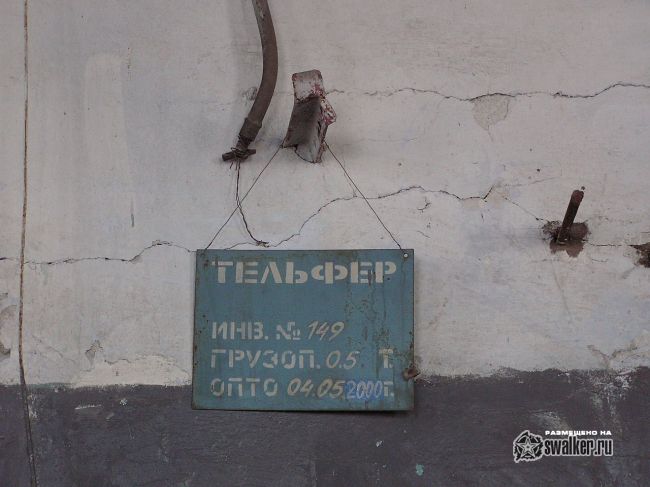 ТЕЛЬФЕР
ИНВ. № 149
ГРУЗОП. 0.5 Т.
ОПТО 04.05 2000г.
РАЗМЕЩЕНО НА
swalker.ru